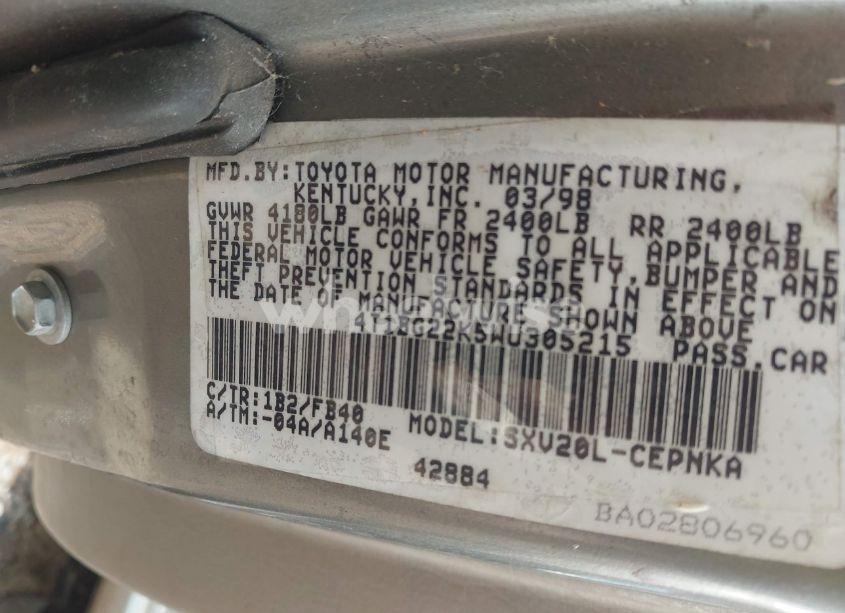 MFD.BY:TOYOTA MOTOR MANUFACTURING,
KENTUCKY,INC. 03/98
GVWR 4180LB GAWR FR 2400LB RR 2400LB
THIS VEHICLE CONFORMS TO ALL APPLICABLE
FEDERAL MOTOR VEHICLE SAFETY,BUMPER AND
THEFT PREVENTION STANDARDS IN EFFECT ON
THE DATE OF MANUFACTURE SHOWN ABOVE
4T1BG22K5WU305215 PASS.CAR
C/TR:1B2/FB40
A/TM:-04A/A140E MODEL:SXV20L-CEPNKA
42884
BA02806960